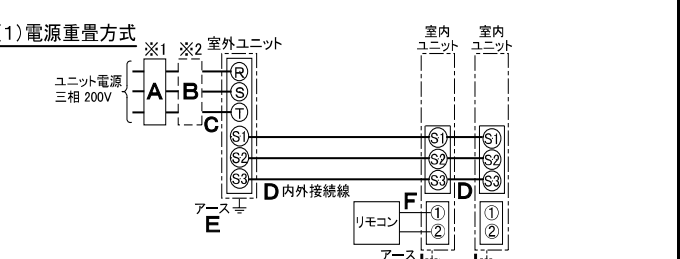 1)電源重畳方式
※1
※2
室外ユニット
室内
ユニット
室内
ユニット
ユニット電源
三相 200V
A
B
C
R
S
T
S1
S2
S3
S1
S2
S3
S1
S2
S3
D 内外接続線
D
アース
E
F
リモコン
①
②
①
②
アース